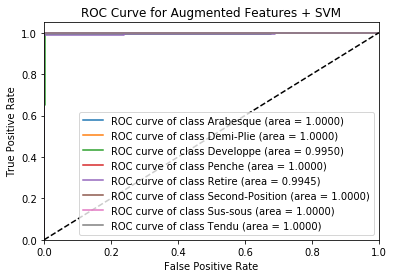 ROC Curve for Augmented Features + SVM
1.0
0.8
0.6
0.4
0.2
0.0
True Positive Rate
ROC curve of class Arabesque (area = 1.0000)
ROC curve of class Demi-Plie (area = 1.0000)
ROC curve of class Developpe (area = 0.9950)
ROC curve of class Penche (area = 1.0000)
ROC curve of class Retire (area = 0.9945)
ROC curve of class Second-Position (area = 1.0000)
ROC curve of class Sus-sous (area = 1.0000)
ROC curve of class Tendu (area = 1.0000)
0.0 0.2 0.4 0.6 0.8 1.0
False Positive Rate